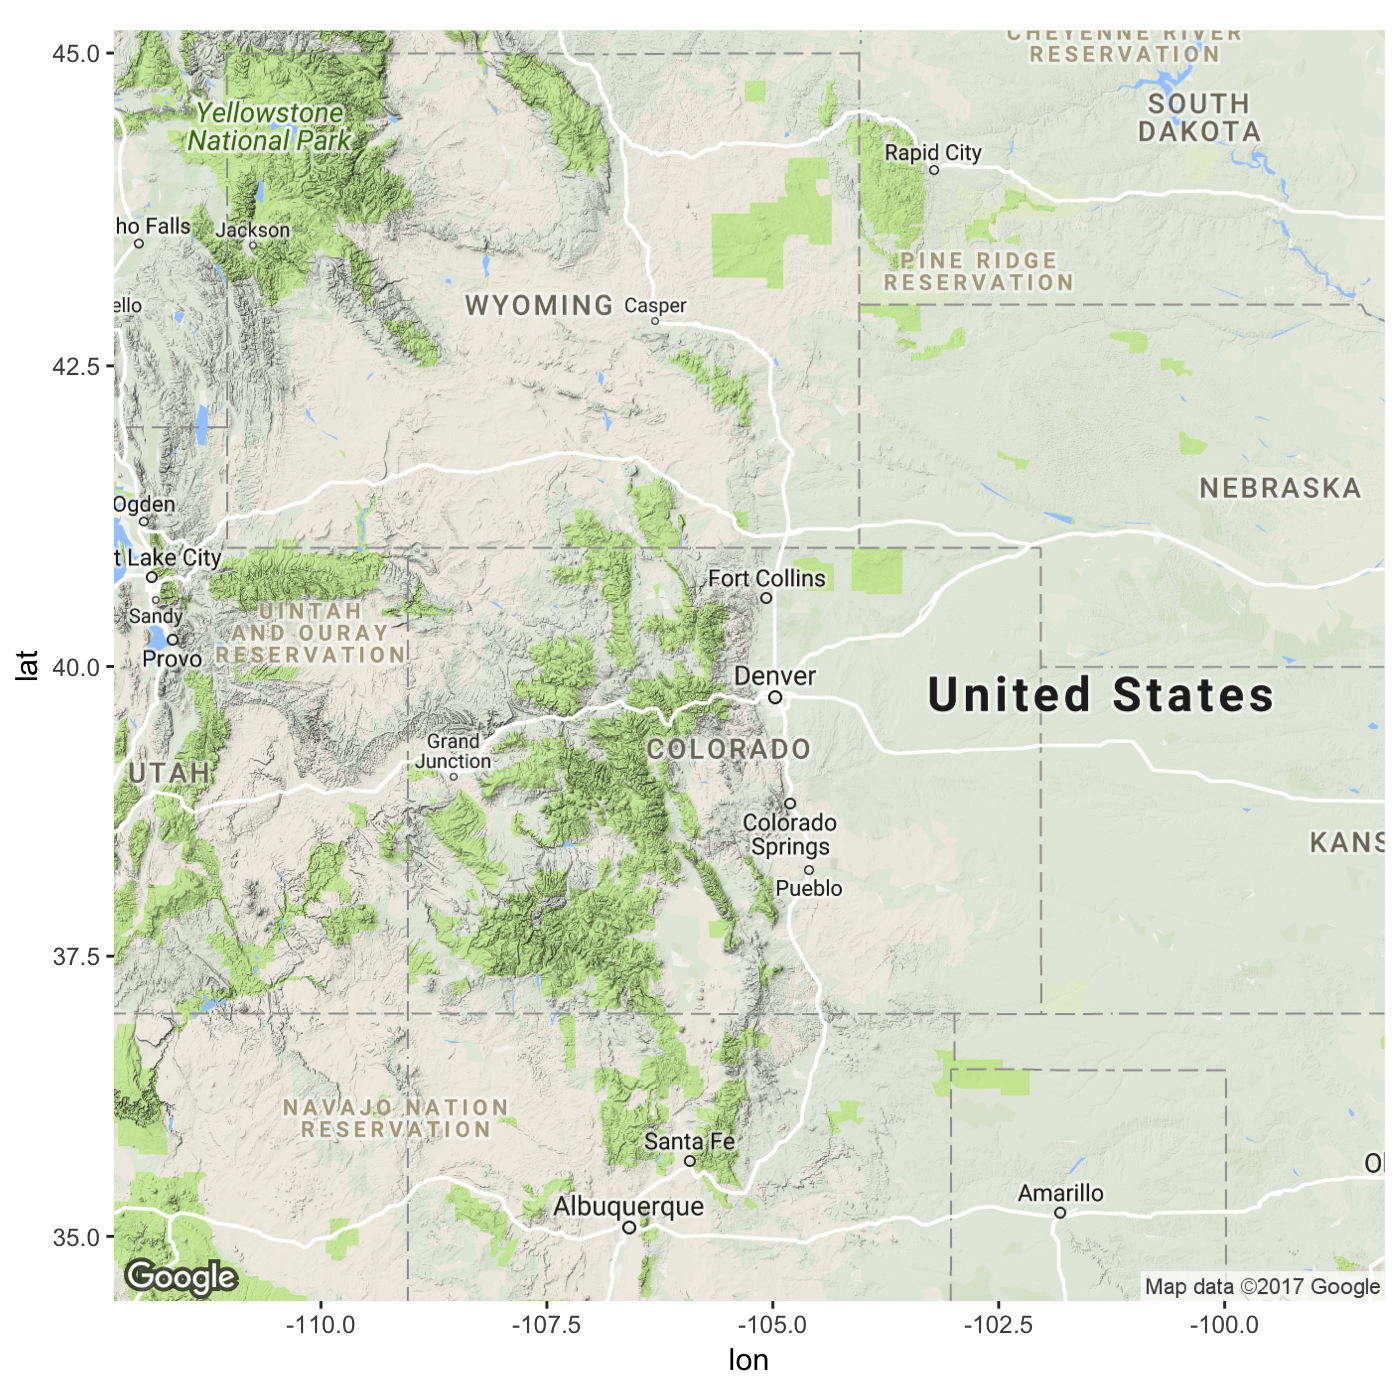 45.0
42.5
40.0
37.5
35.0
lat
CHEYENNE RIVER
RESERVATION
SOUTH
DAKOTA
Yellowstone
National Park
Rapid City
ho Falls
Jackson
PINE RIDGE
RESERVATION
ello
WYOMING
Casper
NEBRASKA
Ogden
t Lake City
Fort Collins
Sandy
UINTAH
AND OURAY
RESERVATION
Provo
Denver
United States
Grand
Junction
COLORADO
UTAH
Colorado
Springs
KANS
Pueblo
NAVAJO NATION
RESERVATION
Santa Fe
Ol
Amarillo
Albuquerque
Google
Map data ©2017 Google
-110.0
-107.5
-105.0
-102.5
-100.0
lon